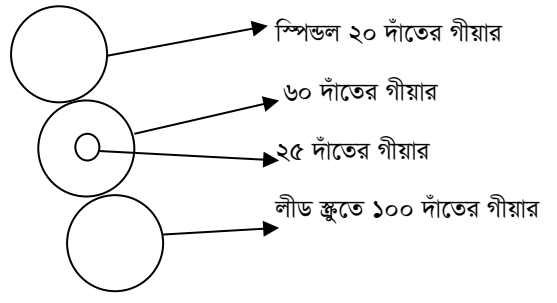 স্পিন্ডল ২০ দাঁতের গীয়ার
৬০ দাঁতের গীয়ার
২৫ দাঁতের গীয়ার
লীড স্ক্রুতে ১০০ দাঁতের গীয়ার